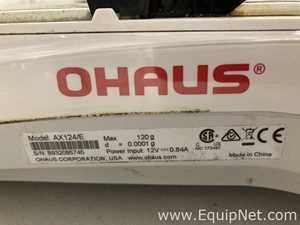 OHAUS®
Model: AX124/E Max 120 g
S/N: B932085745 d = 0.0001 g
Power Input: 12V 0.84A
OHAUS CORPORATION, USA www.ohaus.com
Made in China
www.EquipNet.com